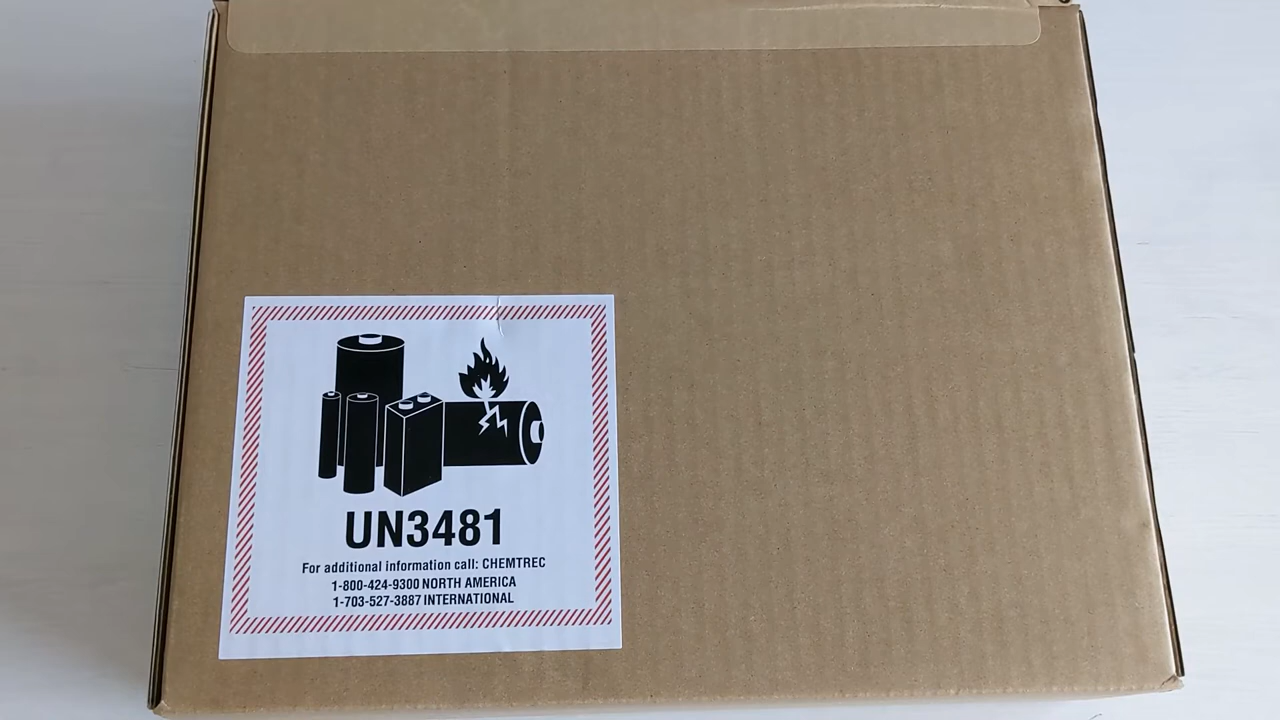 UN3481
For additional information call: CHEMTREC
1-800-424-9300 NORTH AMERICA
1-703-527-3887 INTERNATIONAL